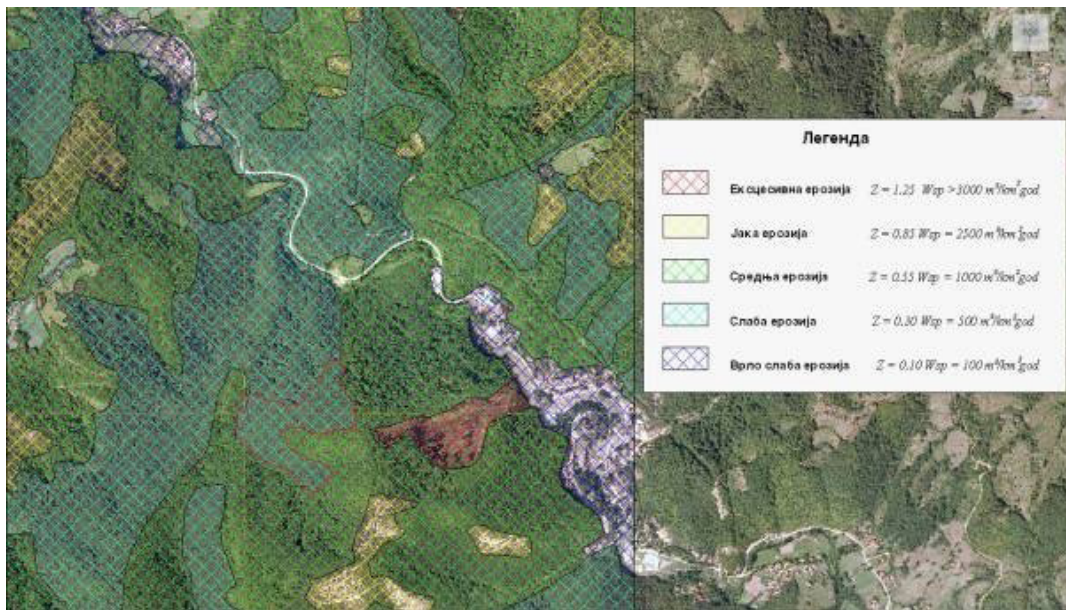 Легенда
Ексцесивна ерозија Z = 1.25 Wsp >3000 m³/km²god
Јака ерозија Z = 0.85 Wsp = 2500 m³/km²god
Средња ерозија Z = 0.55 Wsp = 1000 m³/km²god
Слаба ерозија Z = 0.30 Wsp = 500 m³/km²god
Врло слаба ерозија Z = 0.10 Wsp = 100 m³/km²god